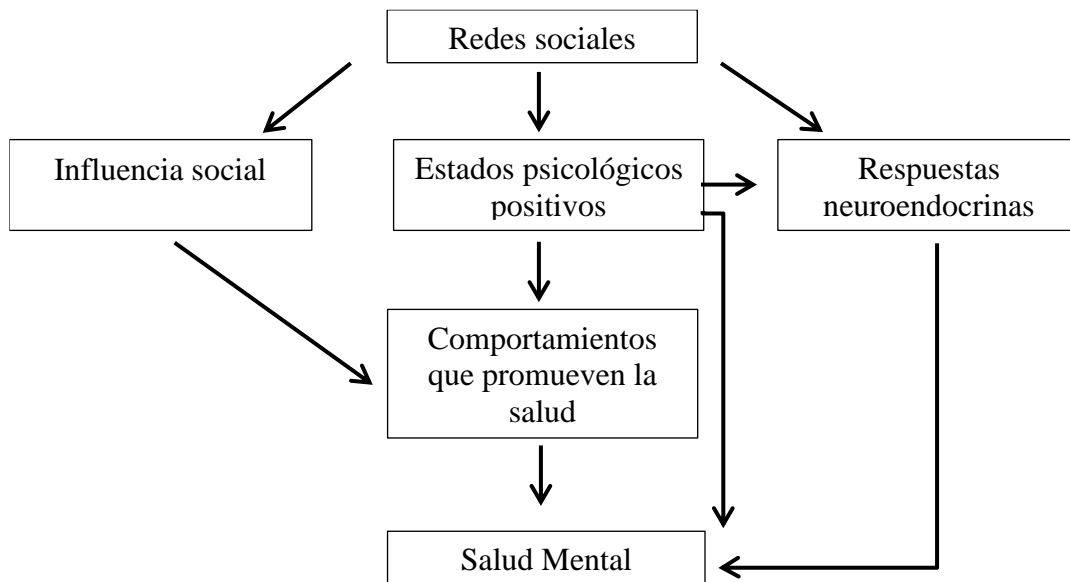 Redes sociales
Influencia social
Estados psicológicos
positivos
Respuestas
neuroendocrinas
Comportamientos
que promueven la
salud
Salud Mental